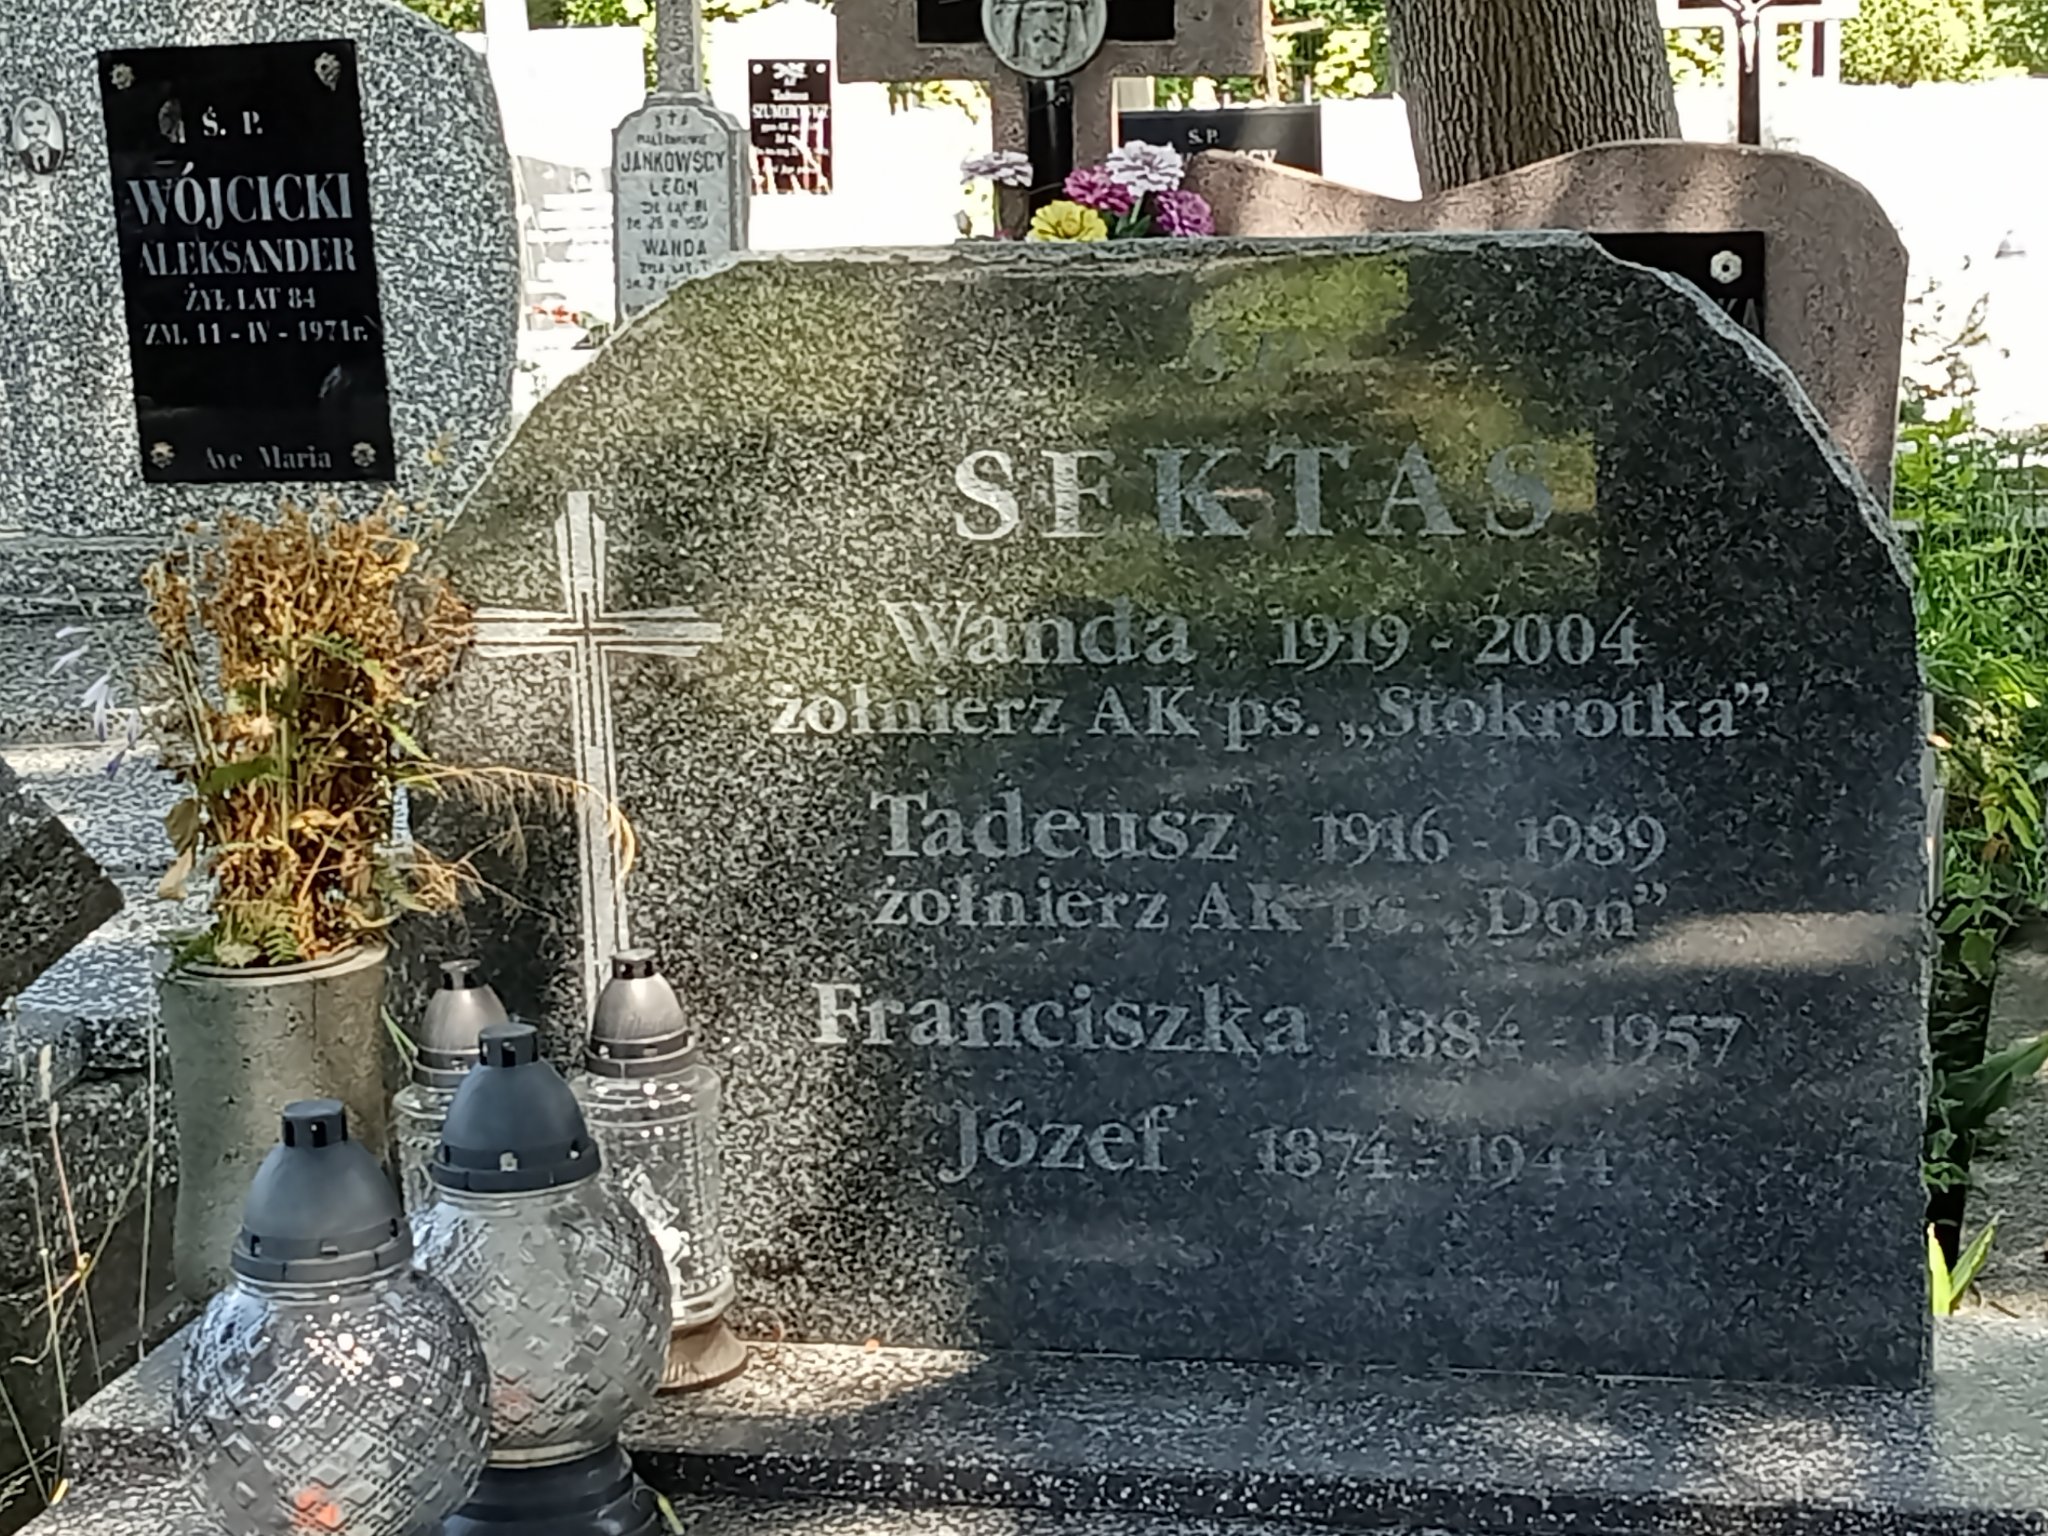 Ś. P.
WÓJCICKI
ALEKSANDER
ŻYŁ LAT 84
ZM. 11 - IV - 1971r.
Ave Maria
JANKOWSCY
LEON
WANDA
Ś. P.
Ś. P.
SEKTAS
Wanda 1919 - 2004
żołnierz AK ps. „Stokrotka”
Tadeusz 1916 - 1989
żołnierz AK ps. „Don”
Franciszka 1884 - 1957
Józef 1874 - 1944